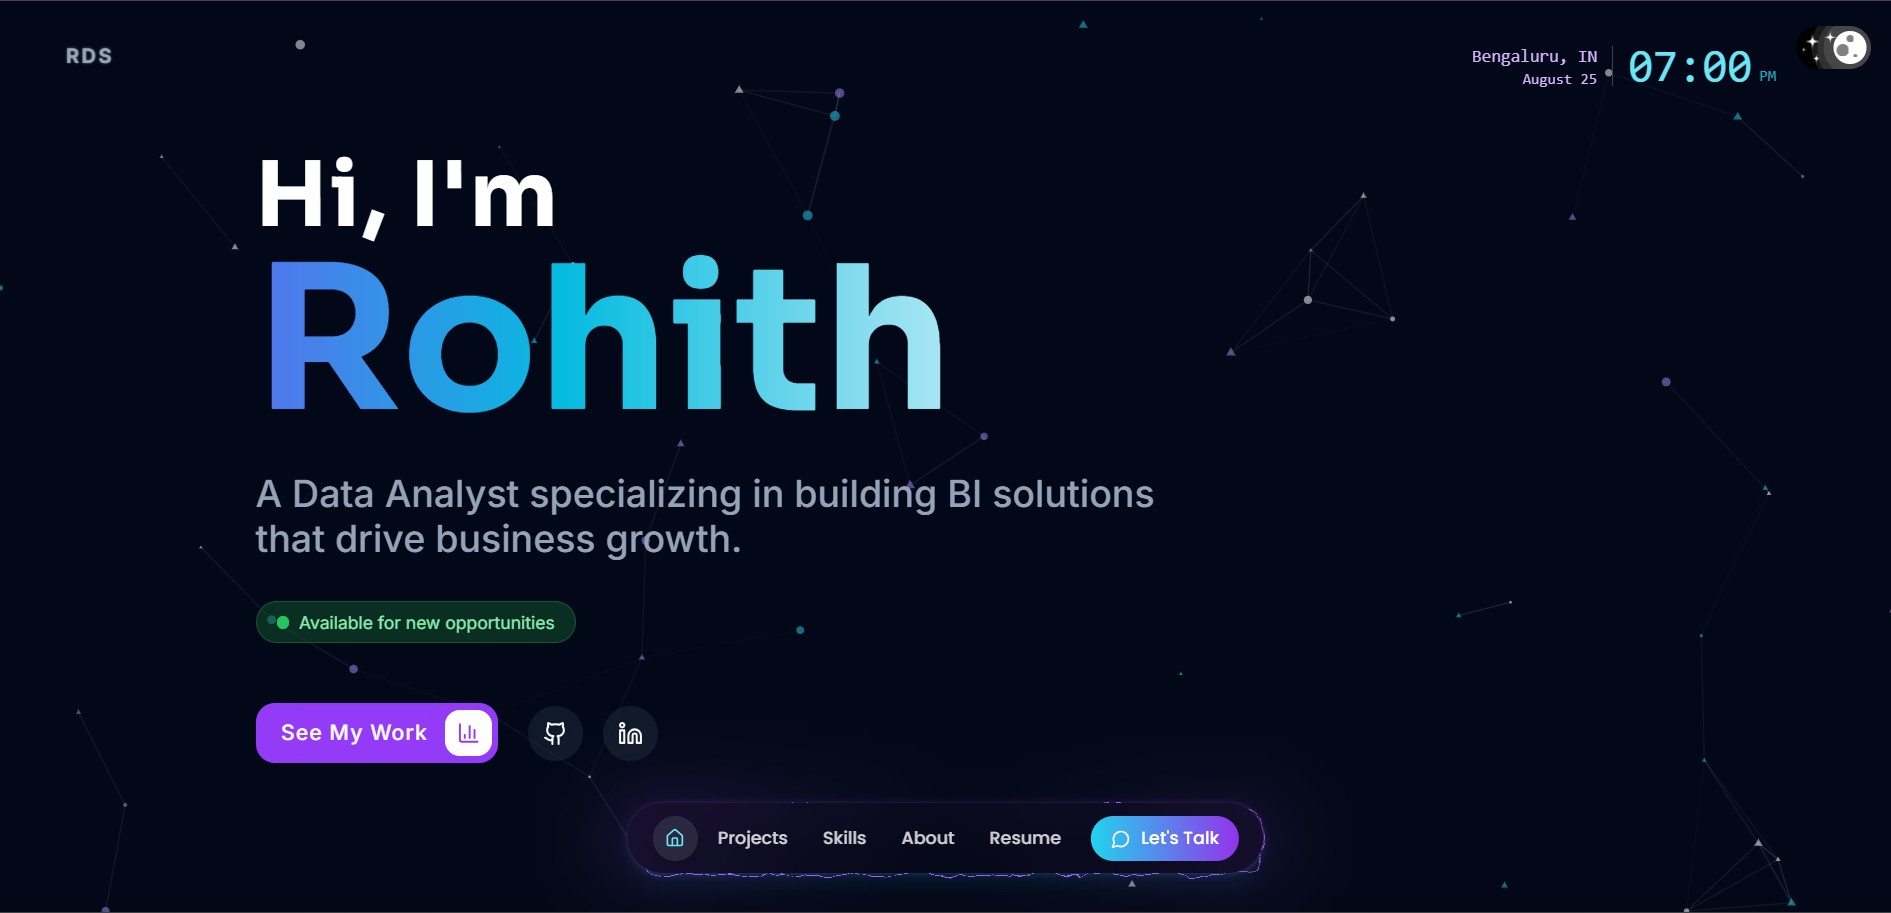 RDS
Bengaluru, IN
August 25
07:00 PM
Hi, I'm
Rohith
A Data Analyst specializing in building BI solutions
that drive business growth.
Available for new opportunities
See My Work
in
Projects Skills About Resume Let's Talk